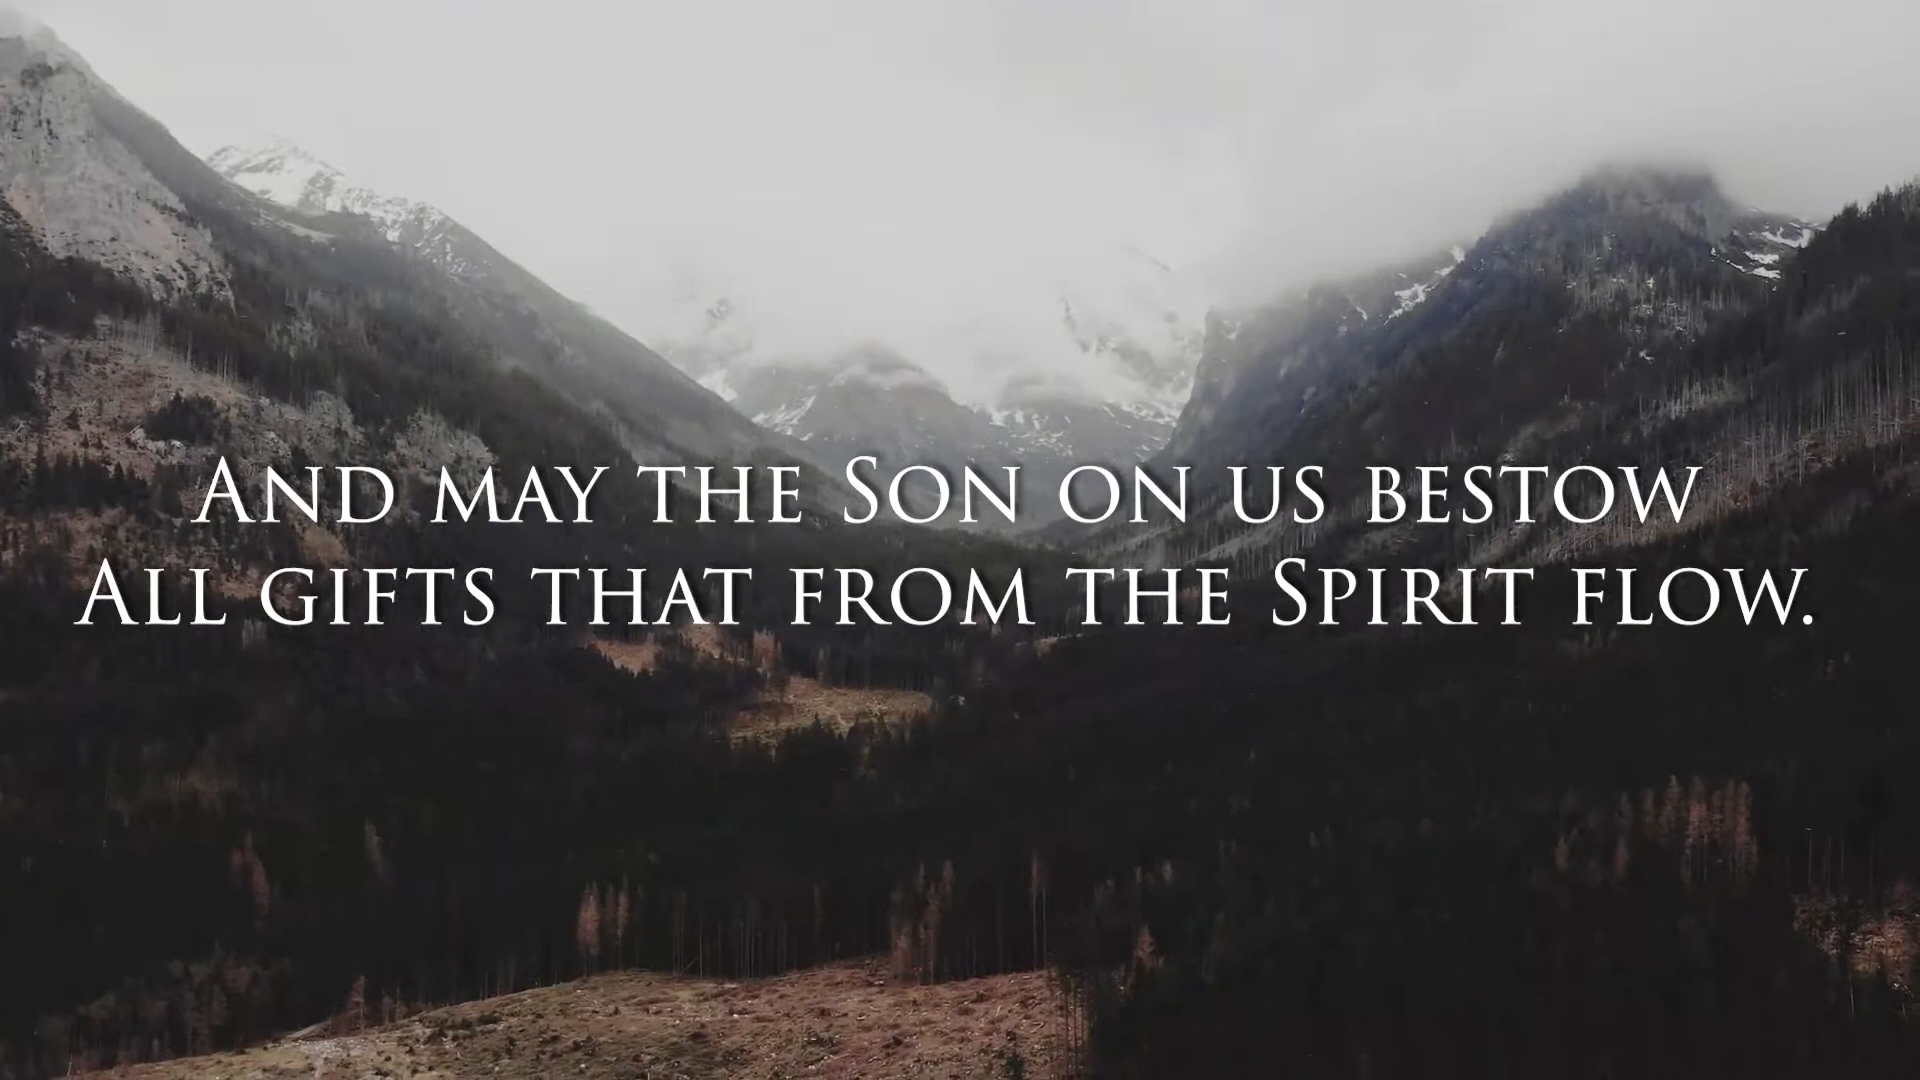 And may the Son on us bestow
All gifts that from the Spirit flow.